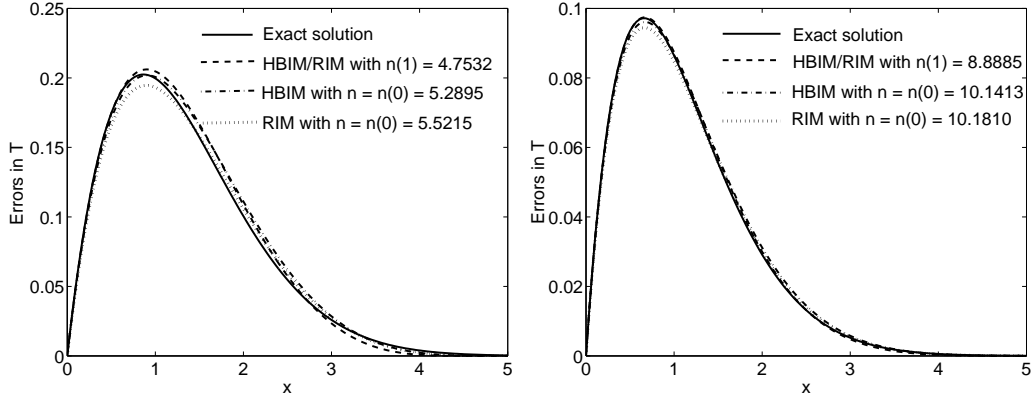 0.25
0.20
0.15
0.1
0.05
0
Errors in T
0 1 2 3 4 5
x
Exact solution
HBIM/RIM with n(1) = 4.7532
HBIM with n = n(0) = 5.2895
RIM with n = n(0) = 5.5215
0.1
0.08
0.06
0.04
0.02
0
Errors in T
0 1 2 3 4 5
x
Exact solution
HBIM/RIM with n(1) = 8.8885
HBIM with n = n(0) = 10.1413
RIM with n = n(0) = 10.1810